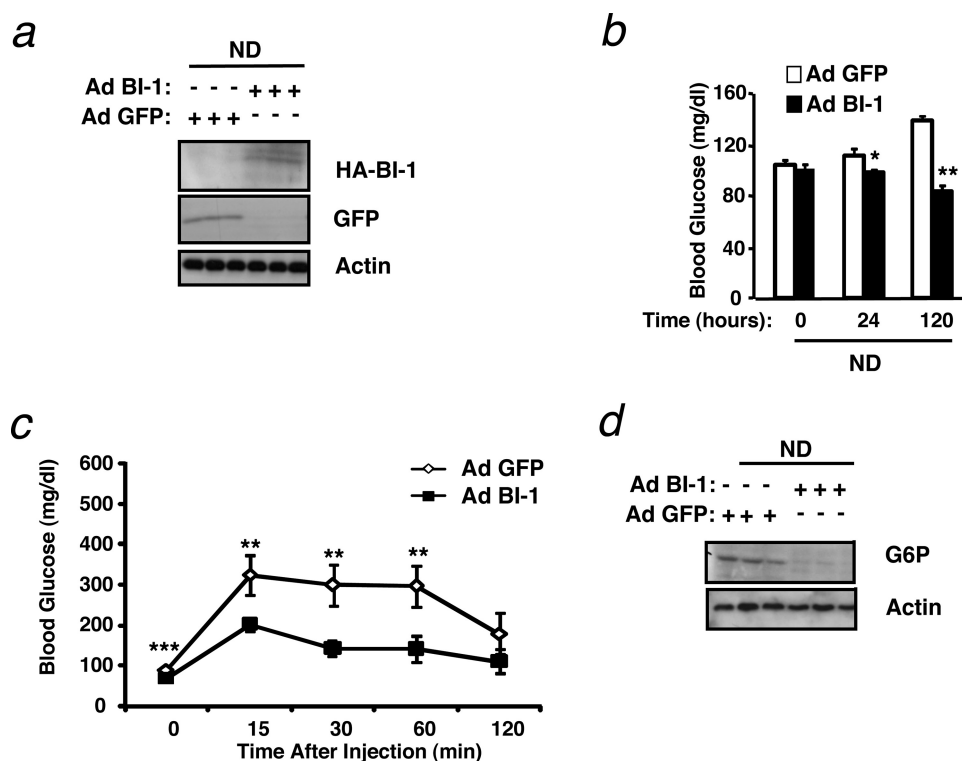 a
ND
Ad BI-1: - - - + + +
Ad GFP: + + + - - -
HA-BI-1
GFP
Actin
b
Ad GFP
Ad BI-1
Blood Glucose (mg/dl)
160
120
80
40
0
*
**
Time (hours): 0 24 120
ND
c
Blood Glucose (mg/dl)
600
500
400
300
200
100
0
Ad GFP
Ad BI-1
*** ** ** **
0 15 30 60 120
Time After Injection (min)
d
ND
Ad BI-1: - - - + + +
Ad GFP: + + + - - -
G6P
Actin